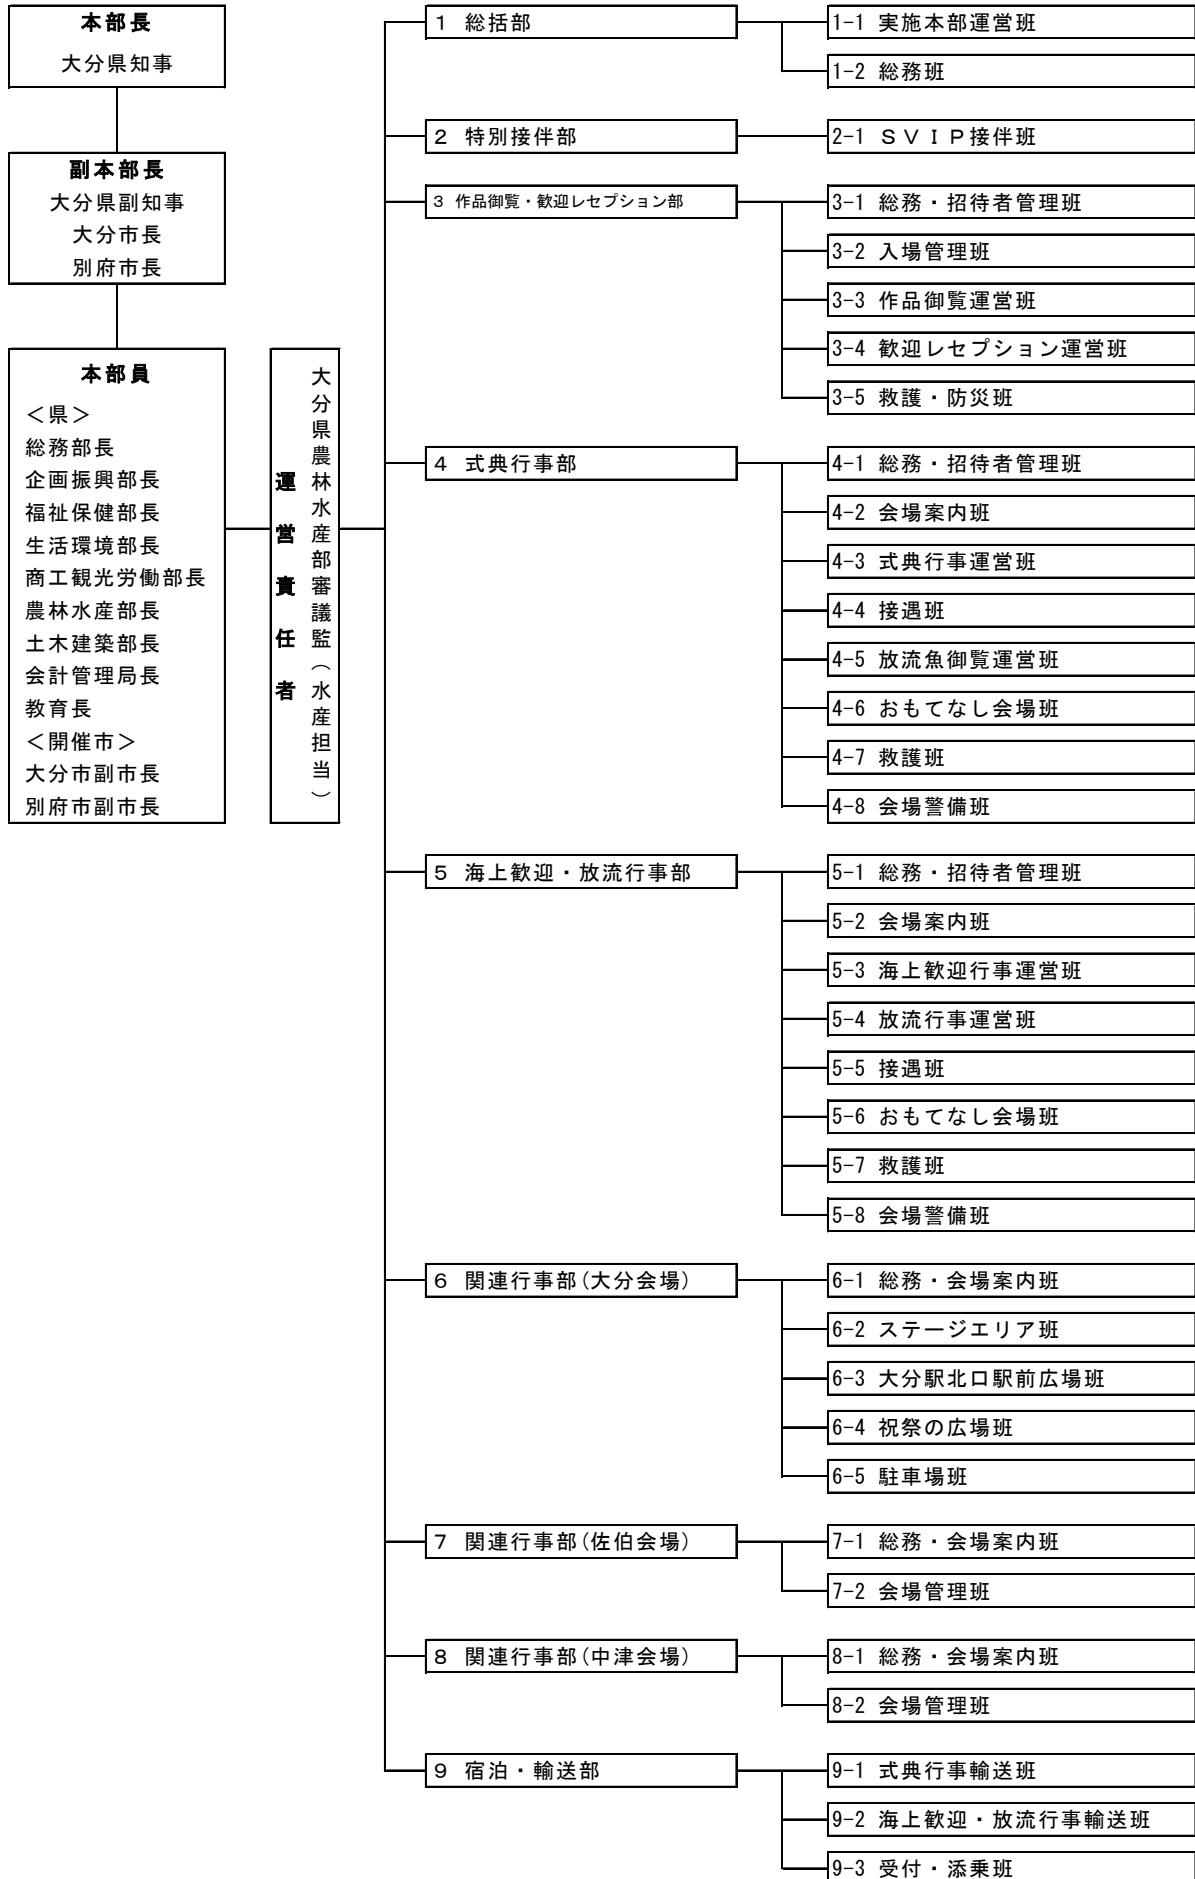 本部長
大分県知事
副本部長
大分県副知事
大分市長
別府市長
本部員
＜県＞
総務部長
企画振興部長
福祉保健部長
生活環境部長
商工観光労働部長
農林水産部長
土木建築部長
会計管理局長
教育長
＜開催市＞
大分市副市長
別府市副市長
運営責任者
大分県農林水産部審議監（水産担当）
1 総括部
1-1 実施本部運営班
1-2 総務班
2 特別接伴部
2-1 ＳＶＩＰ接伴班
3 作品御覧・歓迎レセプション部
3-1 総務・招待者管理班
3-2 入場管理班
3-3 作品御覧運営班
3-4 歓迎レセプション運営班
3-5 救護・防災班
4 式典行事部
4-1 総務・招待者管理班
4-2 会場案内班
4-3 式典行事運営班
4-4 接遇班
4-5 放流魚御覧運営班
4-6 おもてなし会場班
4-7 救護班
4-8 会場警備班
5 海上歓迎・放流行事部
5-1 総務・招待者管理班
5-2 会場案内班
5-3 海上歓迎行事運営班
5-4 放流行事運営班
5-5 接遇班
5-6 おもてなし会場班
5-7 救護班
5-8 会場警備班
6 関連行事部(大分会場)
6-1 総務・会場案内班
6-2 ステージエリア班
6-3 大分駅北口駅前広場班
6-4 祝祭の広場班
6-5 駐車場班
7 関連行事部(佐伯会場)
7-1 総務・会場案内班
7-2 会場管理班
8 関連行事部(中津会場)
8-1 総務・会場案内班
8-2 会場管理班
9 宿泊・輸送部
9-1 式典行事輸送班
9-2 海上歓迎・放流行事輸送班
9-3 受付・添乗班